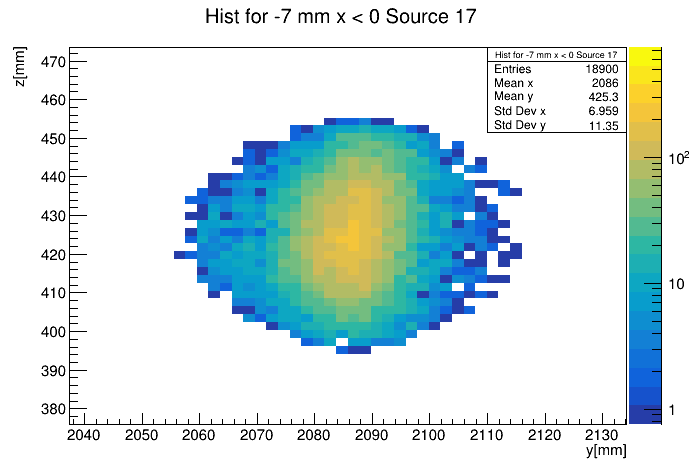 Hist for -7 mm x < 0 Source 17
z[mm]
470
460
450
440
430
420
410
400
390
380
Hist for -7 mm x < 0 Source 17
Entries 18900
Mean x 2086
Mean y 425.3
Std Dev x 6.959
Std Dev y 11.35
10²
10
1
2040 2050 2060 2070 2080 2090 2100 2110 2120 2130
y[mm]